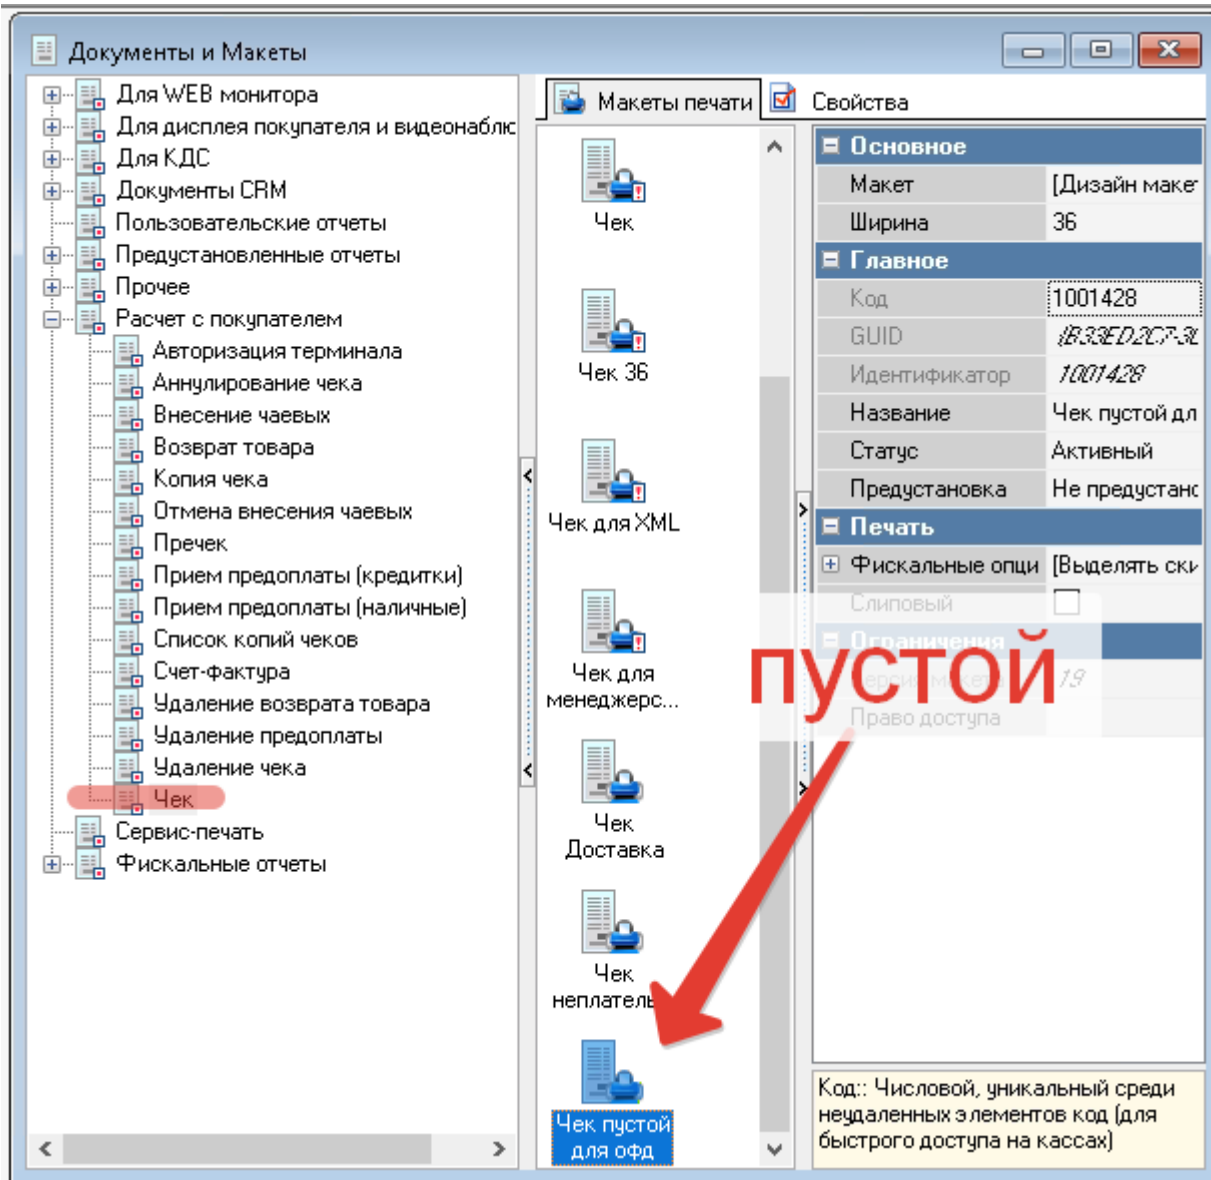 Документы и Макеты
Для WEB монитора
Для дисплея покупателя и видеонаблю
Для КДС
Документы CRM
Пользовательские отчеты
Предустановленные отчеты
Прочее
Расчет с покупателем
Авторизация терминала
Аннулирование чека
Внесение чаевых
Возврат товара
Копия чека
Отмена внесения чаевых
Пречек
Прием предоплаты (кредитки)
Прием предоплаты (наличные)
Список копий чеков
Счет-фактура
Удаление возврата товара
Удаление предоплаты
Удаление чека
Чек
Сервис-печать
Фискальные отчеты
Макеты печати
Чек
Чек 36
Чек для XML
Чек для
менеджерс...
Чек
Доставка
Чек
неплатель
Чек пустой
для офд
Свойства
Основное
Макет [Дизайн макет
Ширина 36
Главное
Код 1001428
GUID {B33ED2C7-3
Идентификатор 1001428
Название Чек пустой дл
Статус Активный
Предустановка Не предустанс
Печать
Фискальные опци [Выделять ски
Слиповый
Ограничения
Версия макета 19
Право доступа
пустой
Код:: Числовой, уникальный среди
неудаленных элементов код (для
быстрого доступа на кассах)